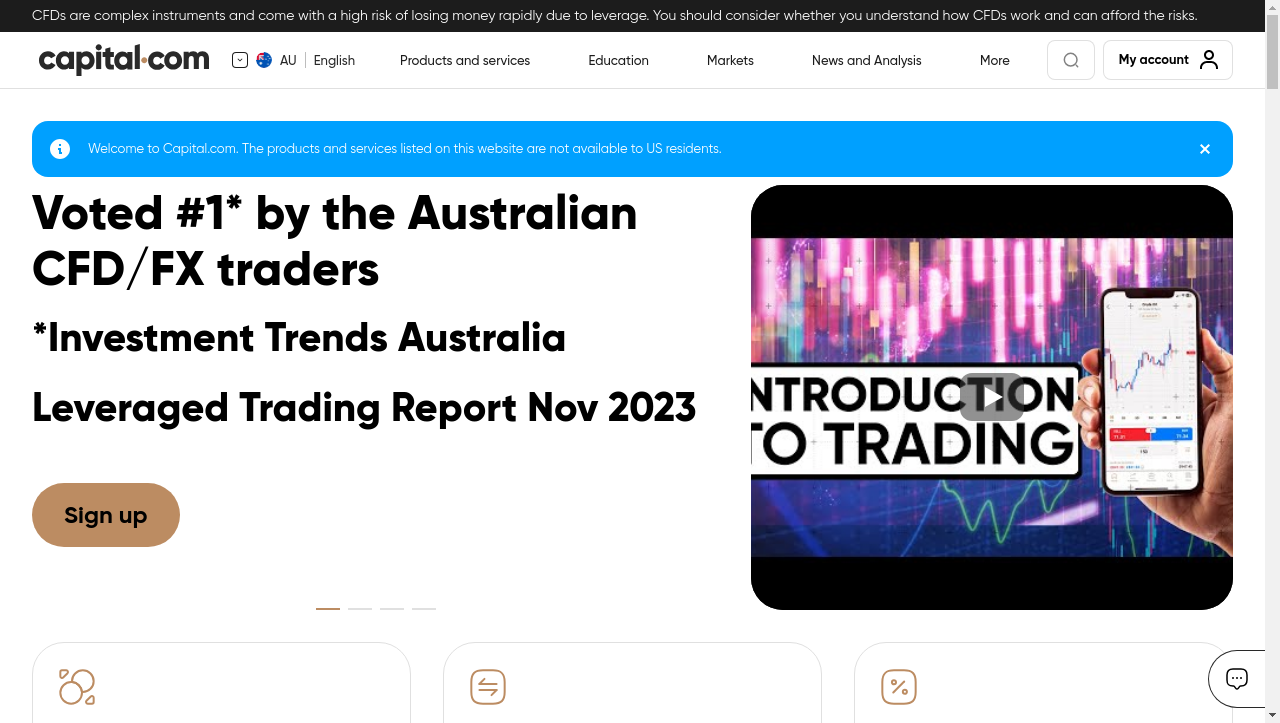 CFDs are complex instruments and come with a high risk of losing money rapidly due to leverage. You should consider whether you understand how CFDs work and can afford the risks.
capital.com
AU
English
Products and services
Education
Markets
News and Analysis
More
My account
Welcome to Capital.com. The products and services listed on this website are not available to US residents.
Voted #1* by the Australian
CFD/FX traders
*Investment Trends Australia
Leveraged Trading Report Nov 2023
Sign up
INTRODUCTION
TO TRADING